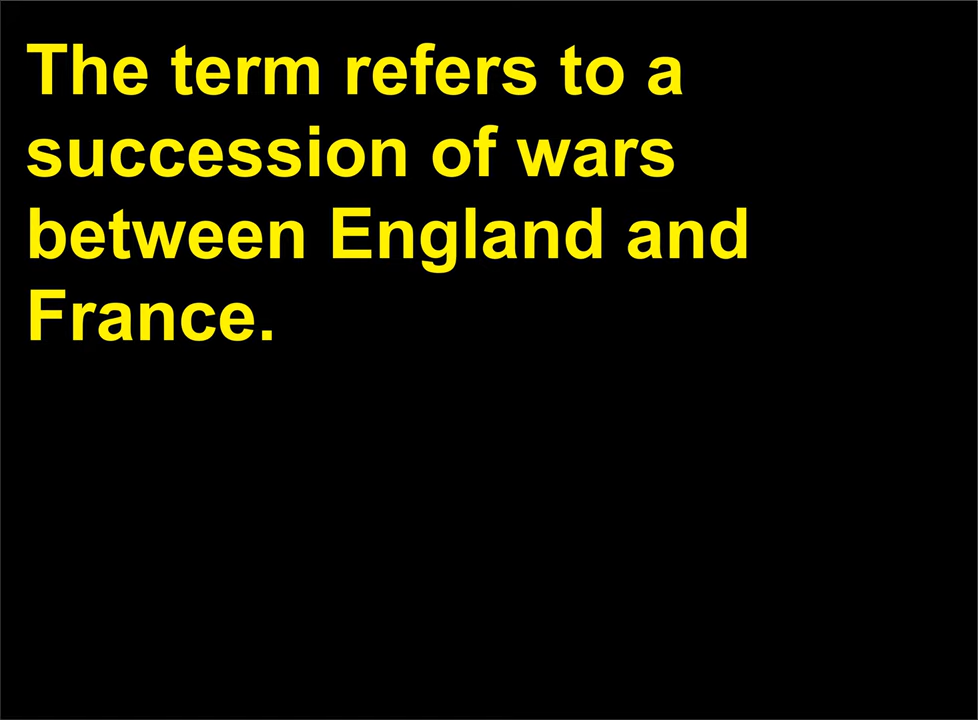 The term refers to a
succession of wars
between England and
France.